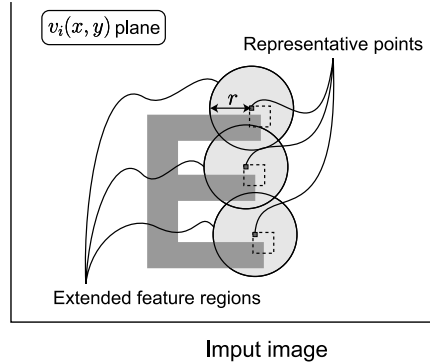 v_i(x, y) plane
Representative points
r
Extended feature regions
Imput image